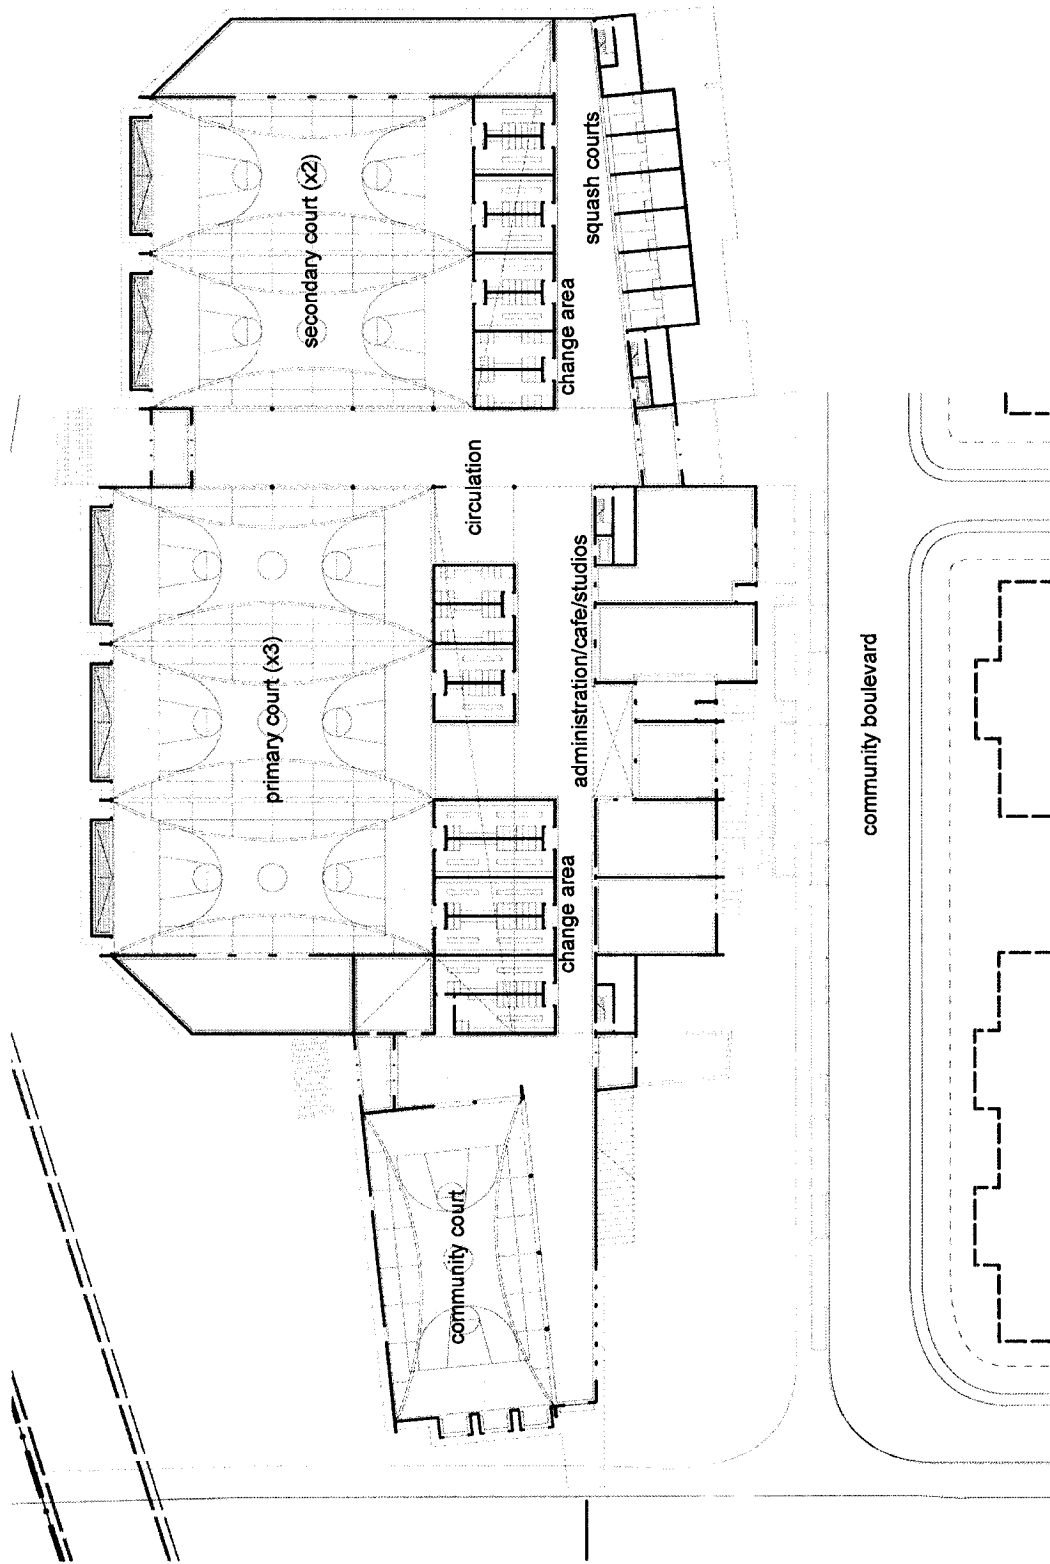 community court
primary court (x3)
secondary court (x2)
change area
circulation
change area
administration/cafe/studios
squash courts
community boulevard